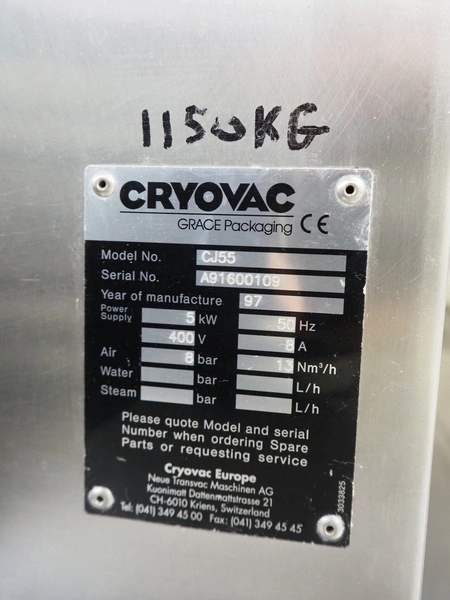 1150KG
CRYOVAC
GRACE Packaging CE
Model No. CJ55
Serial No. A91600109
Year of manufacture 97
Power Supply 5 kW 50 Hz
400 V 8 A
Air 8 bar 13 Nm³/h
Water bar L/h
Steam bar L/h
Please quote Model and serial
Number when ordering Spare
Parts or requesting service
Cryovac Europe
Neue Transvac Maschinen AG
Kuonimatt Dattenmattstrasse 21
CH-6010 Kriens, Switzerland
Tel: (041) 349 45 00 Fax: (041) 349 45 45
3033825